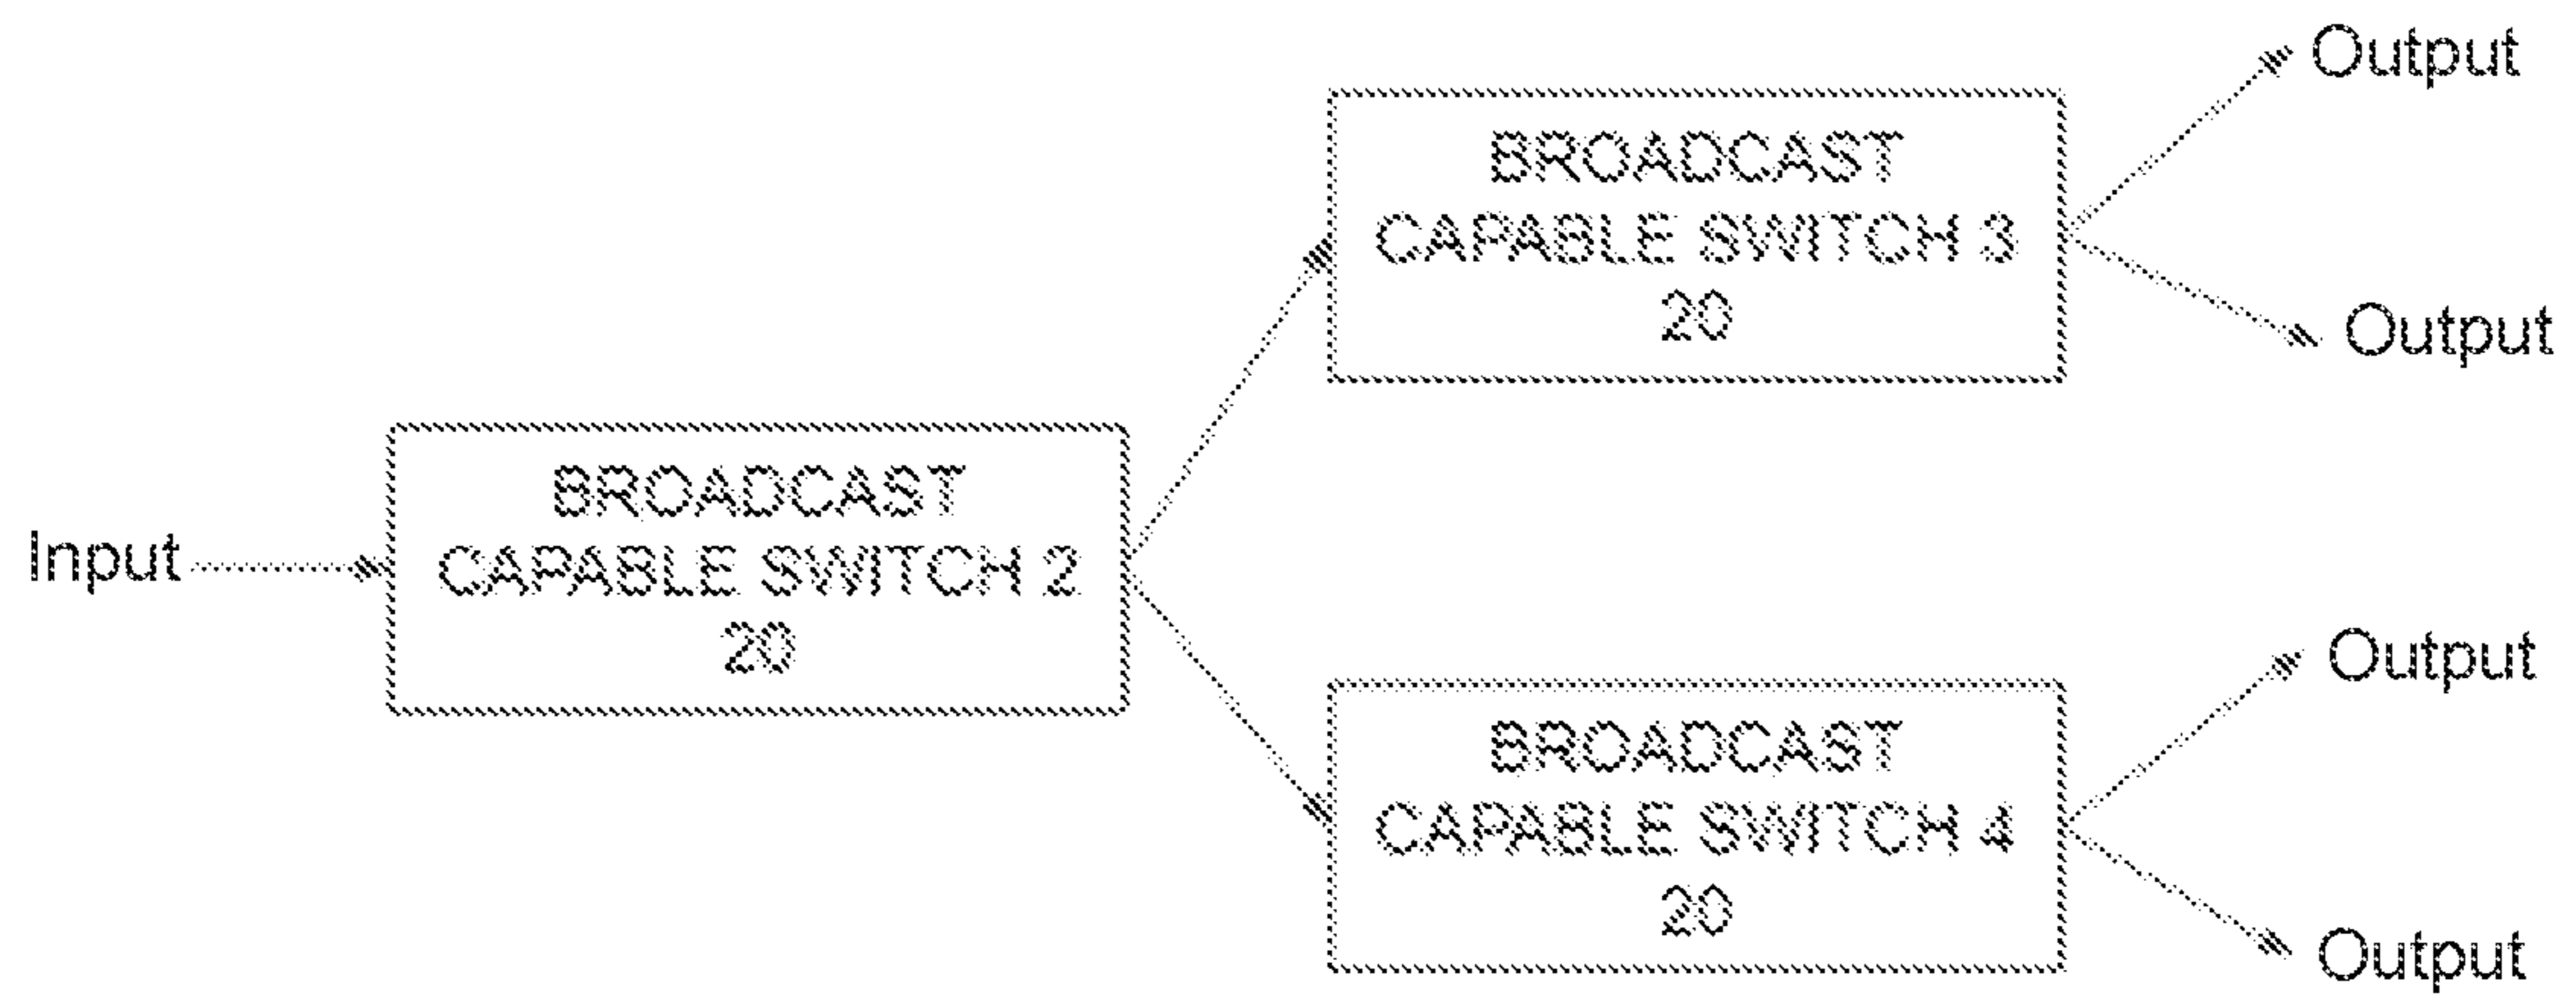 Input
BROADCAST
CAPABLE SWITCH 2
20
BROADCAST
CAPABLE SWITCH 3
20
Output
Output
BROADCAST
CAPABLE SWITCH 4
20
Output
Output